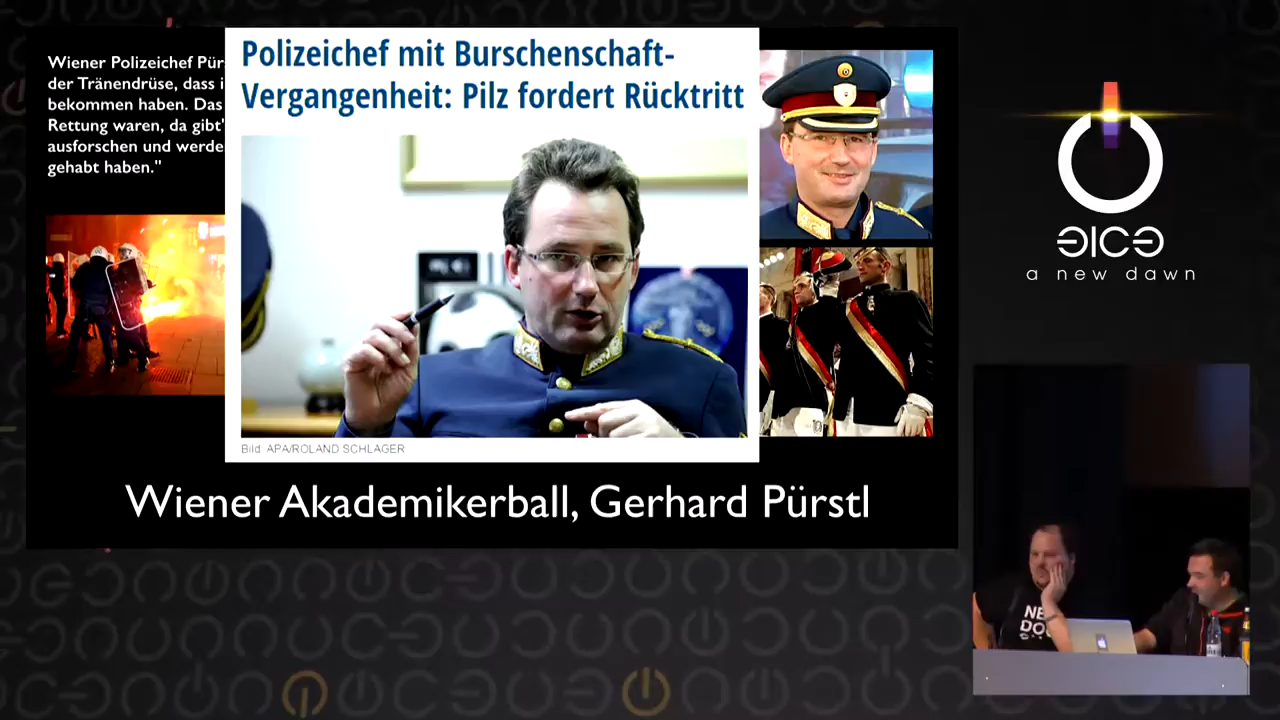 Wiener Polizeichef Pürs
der Tränendrüse, dass i
bekommen haben. Das
Rettung waren, da gibt'
ausforschen und werde
gehabt haben."
Polizeichef mit Burschenschaft-
Vergangenheit: Pilz fordert Rücktritt
Bild: APA/ROLAND SCHLAGER
Wiener Akademikerball, Gerhard Pürstl
a new dawn